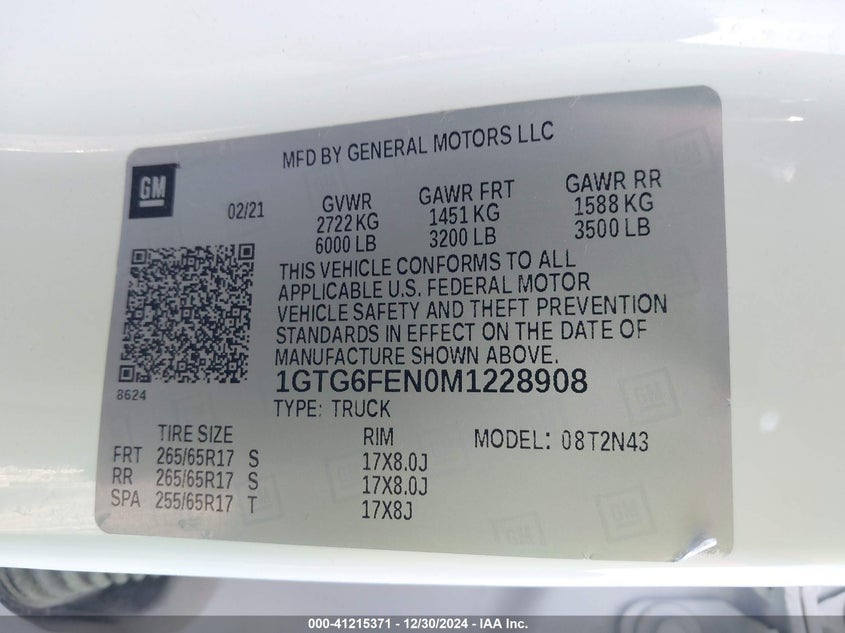 MFD BY GENERAL MOTORS LLC
GM
02/21
GVWR GAWR FRT GAWR RR
2722 KG 1451 KG 1588 KG
6000 LB 3200 LB 3500 LB
THIS VEHICLE CONFORMS TO ALL
APPLICABLE U.S. FEDERAL MOTOR
VEHICLE SAFETY AND THEFT PREVENTION
STANDARDS IN EFFECT ON THE DATE OF
MANUFACTURE SHOWN ABOVE.
8624
1GTG6FEN0M1228908
TYPE: TRUCK
TIRE SIZE RIM MODEL: 08T2N43
FRT 265/65R17 S 17X8.0J
RR 265/65R17 S 17X8.0J
SPA 255/65R17 T 17X8J
000-41215371 - 12/30/2024 - IAA Inc.